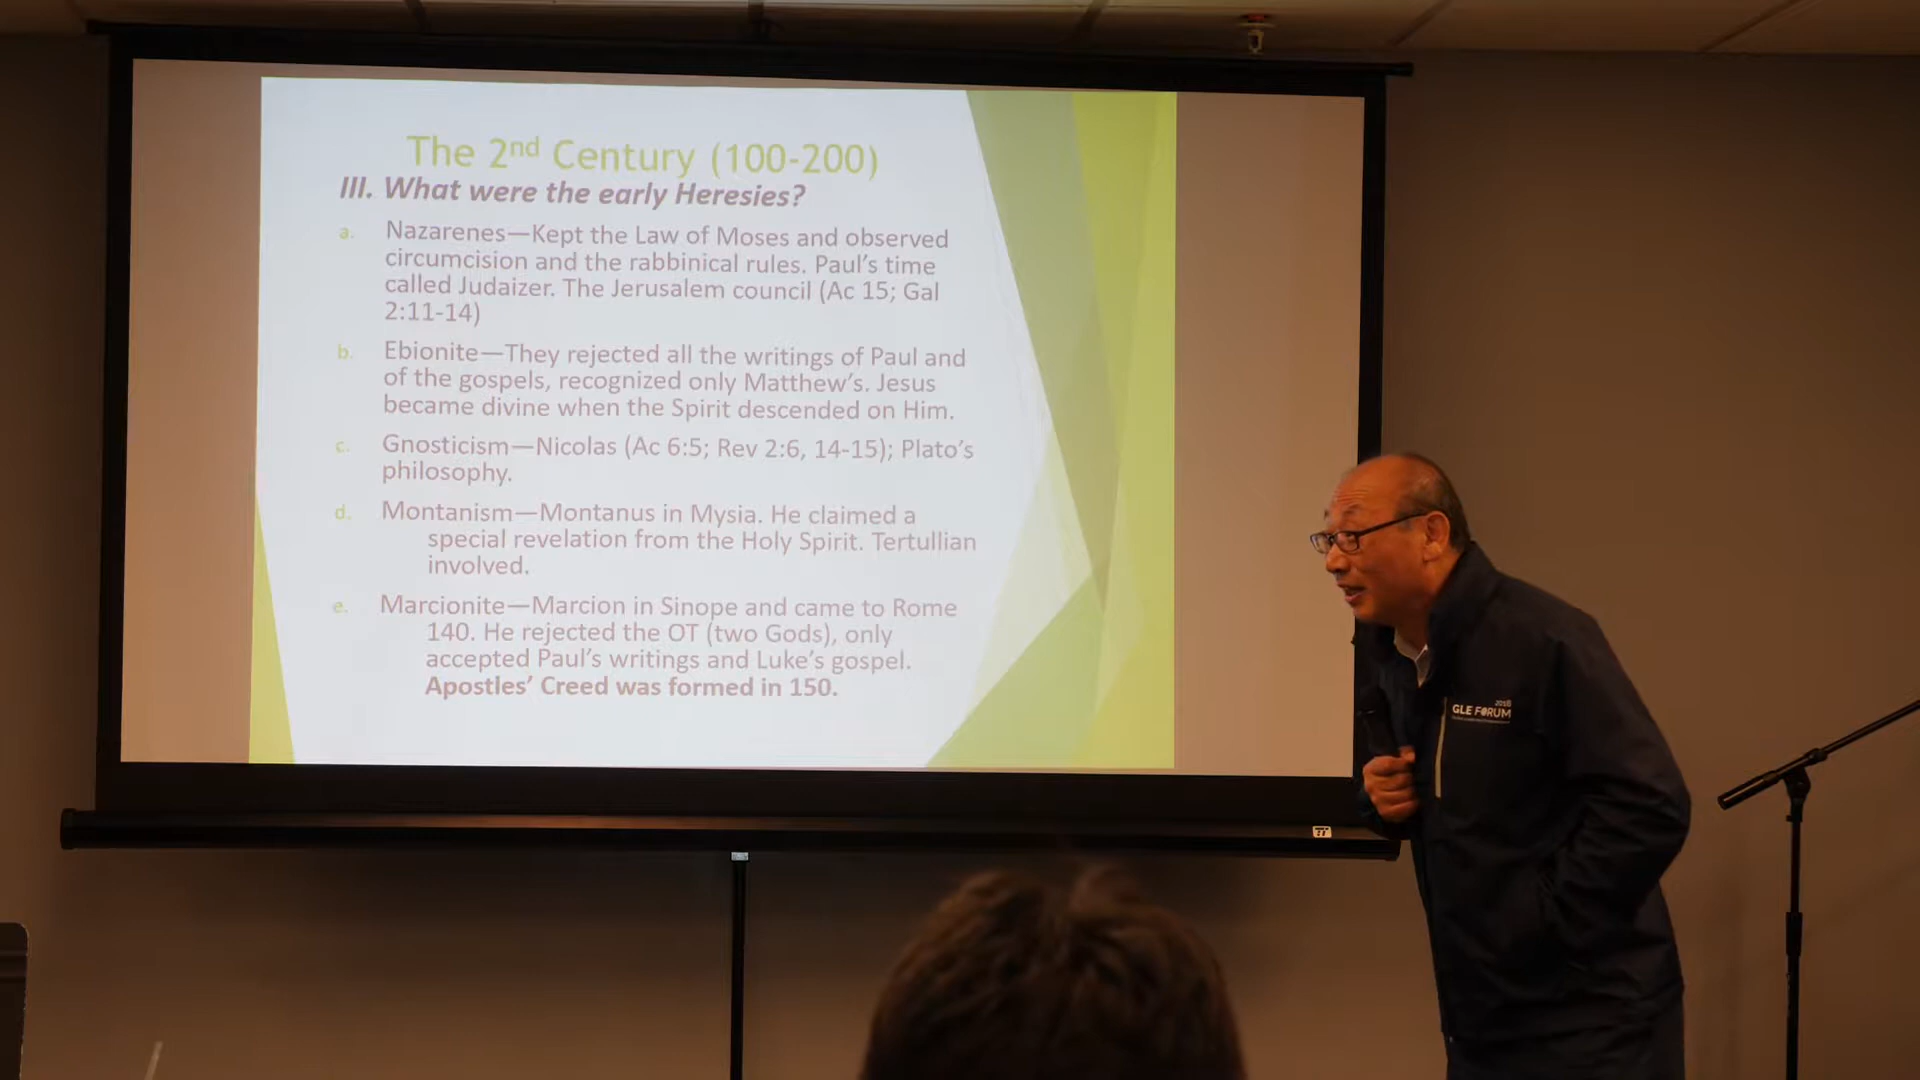 The 2nd Century (100-200)
III. What were the early Heresies?
a. Nazarenes—Kept the Law of Moses and observed
circumcision and the rabbinical rules. Paul's time
called Judaizer. The Jerusalem council (Ac 15; Gal
2:11-14)
b. Ebionite—They rejected all the writings of Paul and
of the gospels, recognized only Matthew's. Jesus
became divine when the Spirit descended on Him.
c. Gnosticism—Nicolas (Ac 6:5; Rev 2:6, 14-15); Plato's
philosophy.
d. Montanism—Montanus in Mysia. He claimed a
special revelation from the Holy Spirit. Tertullian
involved.
e. Marcionite—Marcion in Sinope and came to Rome
140. He rejected the OT (two Gods), only
accepted Paul's writings and Luke's gospel.
Apostles' Creed was formed in 150.
2018
GLE FORUM